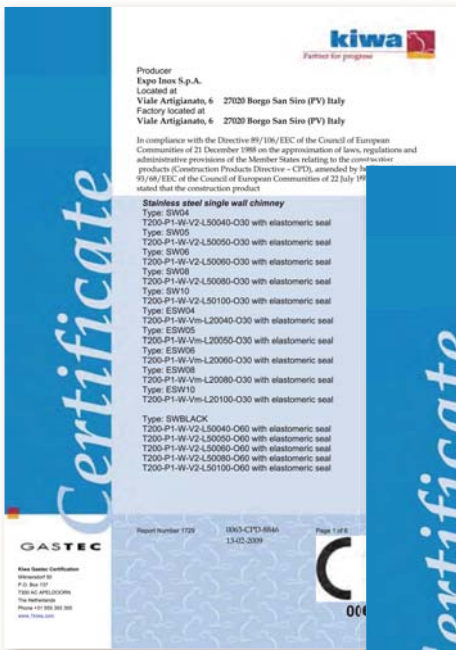 kiwa
Partner for progress
Producer
Expo Inox S.p.A.
Located at
Viale Artigianato, 6 27020 Borgo San Siro (PV) Italy
Factory located at
Viale Artigianato, 6 27020 Borgo San Siro (PV) Italy
In compliance with the Directive 89/106/EEC of the Council of European
Communities of 21 December 1988 on the approximation of laws, regulations and
administrative provisions of the Member States relating to the construction
products (Construction Products Directive – CPD), amended by
93/68/EEC of the Council of European Communities of 22 July
stated that the construction product
Stainless steel single wall chimney
Type: SW04
T200-P1-W-V2-L50040-O30 with elastomeric seal
Type: SW05
T200-P1-W-V2-L50050-O30 with elastomeric seal
Type: SW06
T200-P1-W-V2-L50060-O30 with elastomeric seal
Type: SW08
T200-P1-W-V2-L50080-O30 with elastomeric seal
Type: SW10
T200-P1-W-V2-L50100-O30 with elastomeric seal
Type: ESW04
T200-P1-W-Vm-L20040-O30 with elastomeric seal
Type: ESW05
T200-P1-W-Vm-L20050-O30 with elastomeric seal
Type: ESW06
T200-P1-W-Vm-L20060-O30 with elastomeric seal
Type: ESW08
T200-P1-W-Vm-L20080-O30 with elastomeric seal
Type: ESW10
T200-P1-W-Vm-L20100-O30 with elastomeric seal
Type: SWBLACK
T200-P1-W-V2-L50040-O60 with elastomeric seal
T200-P1-W-V2-L50050-O60 with elastomeric seal
T200-P1-W-V2-L50060-O60 with elastomeric seal
T200-P1-W-V2-L50080-O60 with elastomeric seal
T200-P1-W-V2-L50100-O60 with elastomeric seal
Certificate
Report Number 1729 0063-CPD-8846 Page 1 of 6
13-02-2009
GASTEC
Kiwa Gastec Certification
Wilmersdorf 50
P.O. Box 137
7300 AC APELDOORN
The Netherlands
Phone +31 555 393 393
www.1kiwa.com
006
ertificate